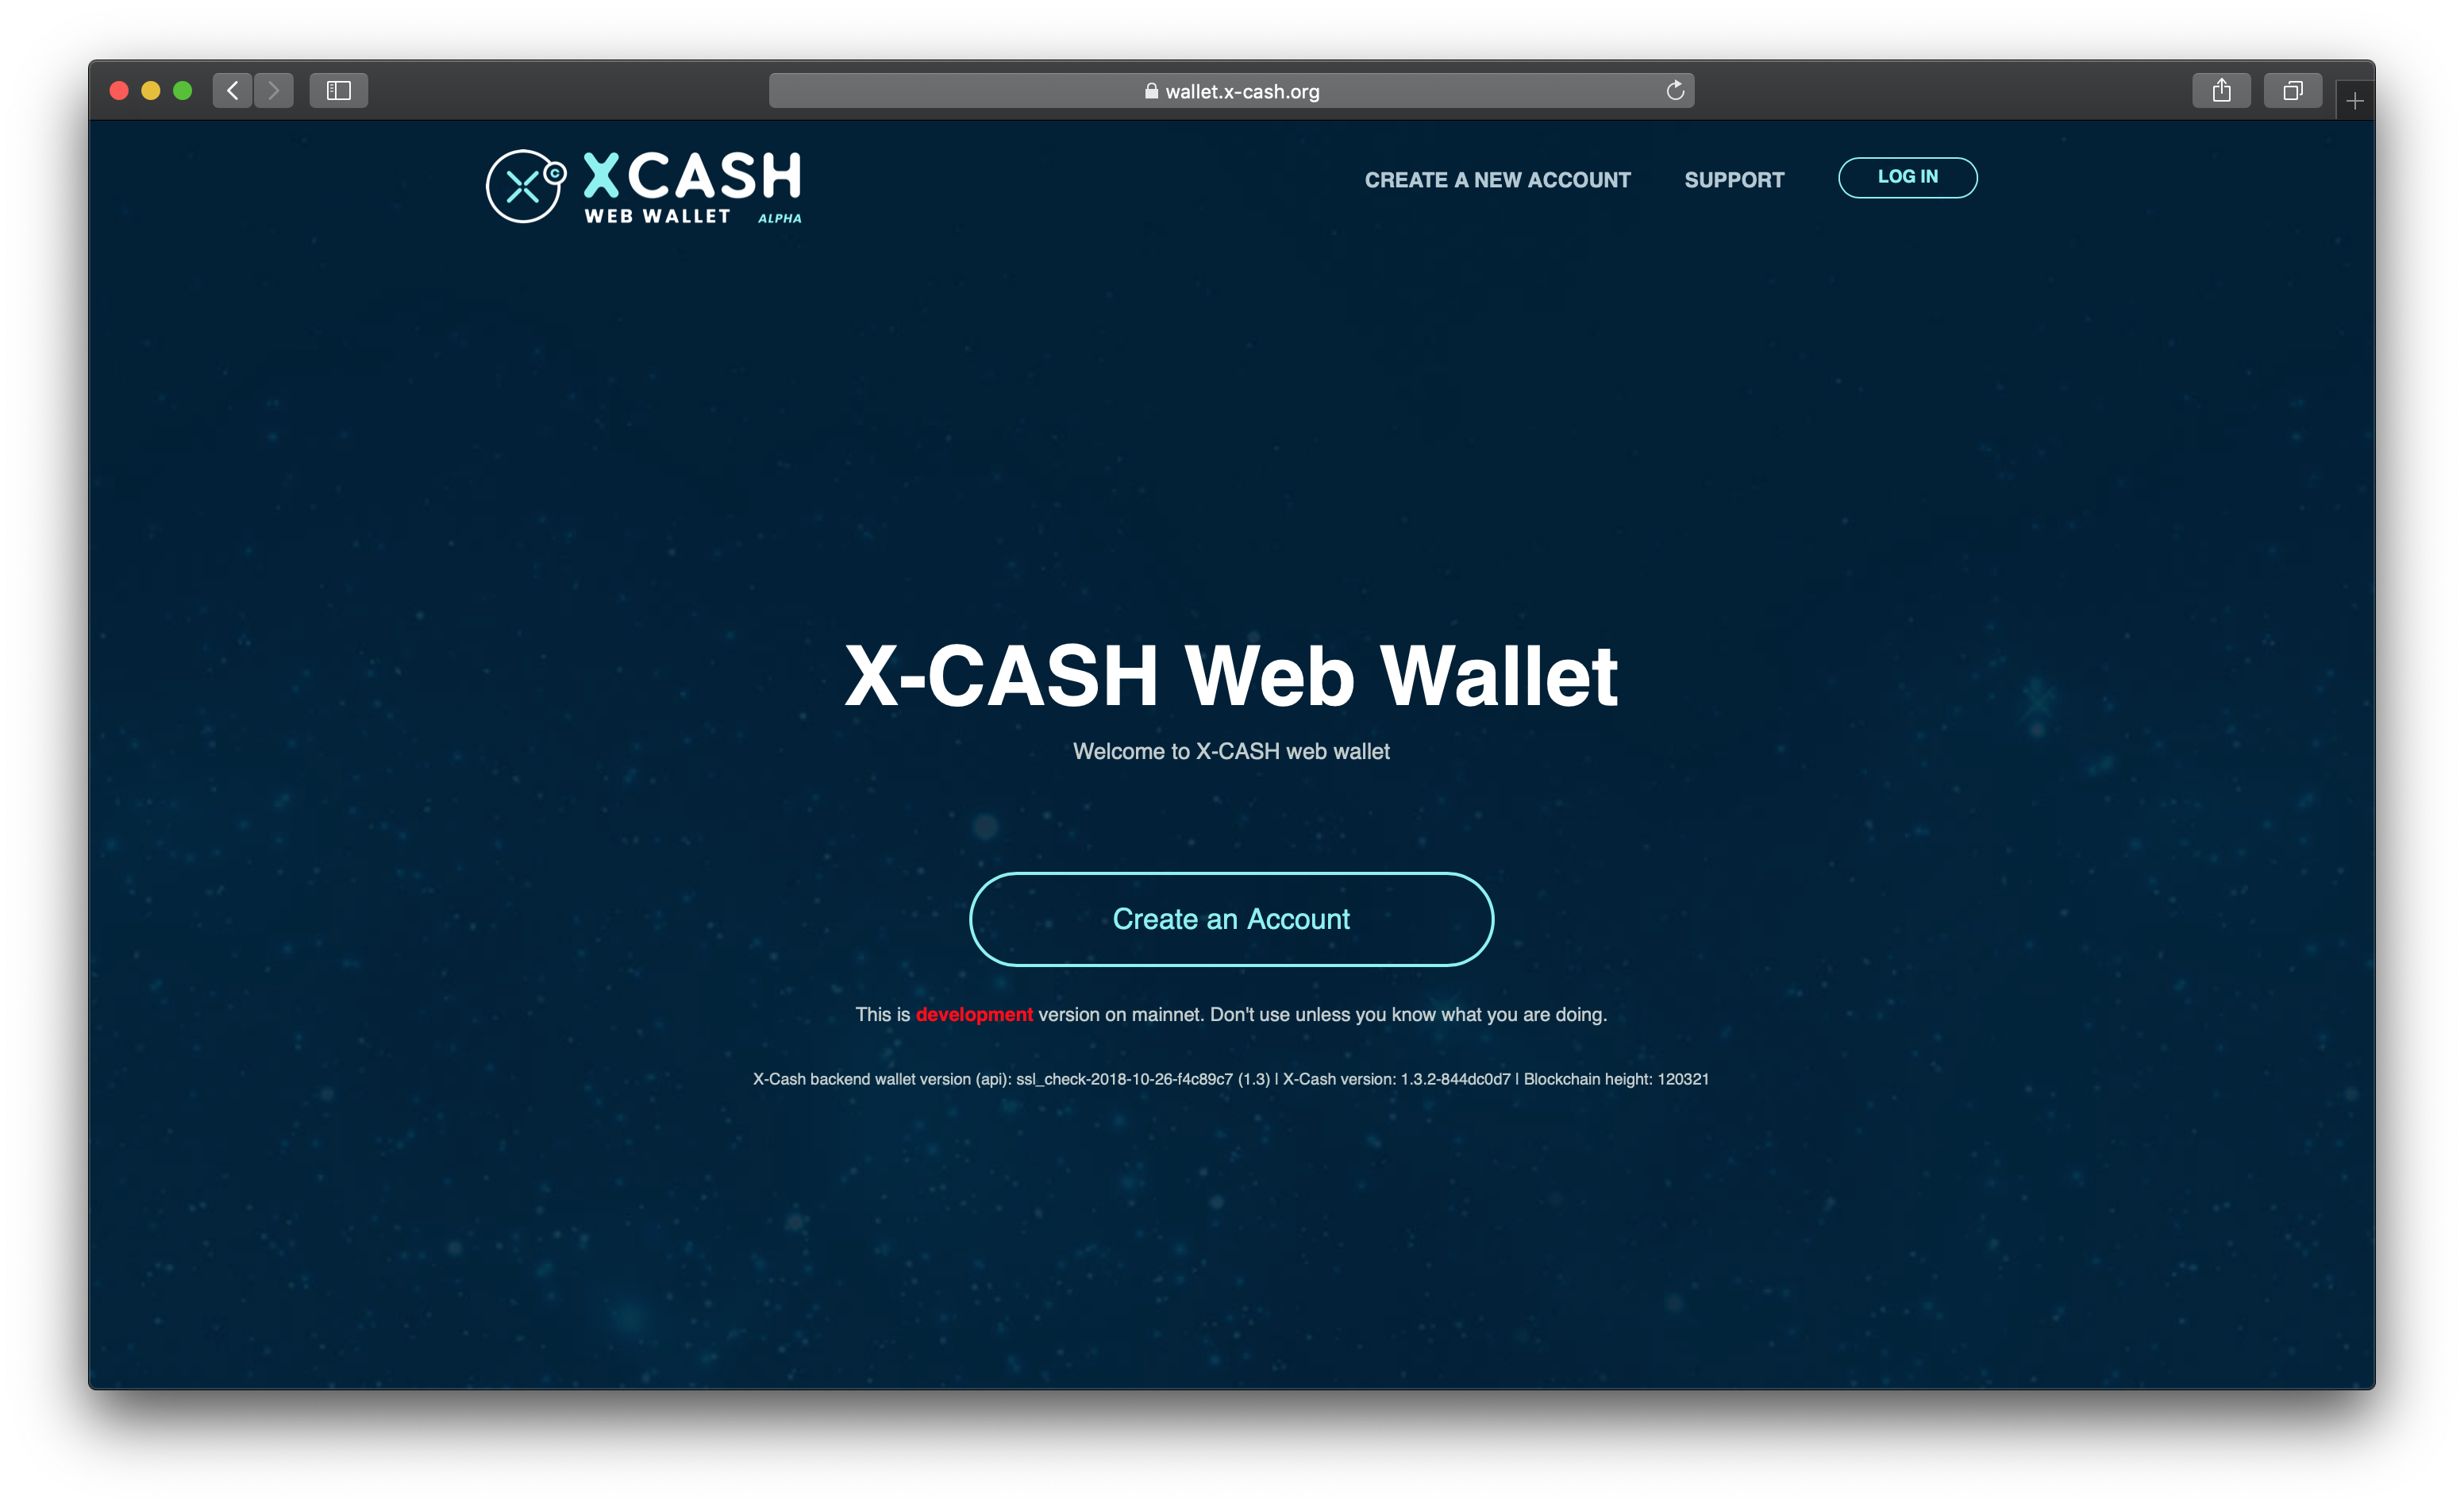 wallet.x-cash.org
XCASH
WEB WALLET ALPHA
CREATE A NEW ACCOUNT SUPPORT LOG IN
X-CASH Web Wallet
Welcome to X-CASH web wallet
Create an Account
This is development version on mainnet. Don't use unless you know what you are doing.
X-Cash backend wallet version (api): ssl_check-2018-10-26-f4c89c7 (1.3) | X-Cash version: 1.3.2-844dc0d7 | Blockchain height: 120321